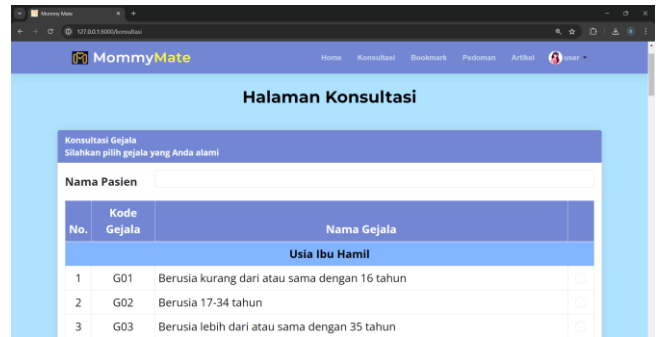 Mommy Mate
127.0.0.1:8000/konsultasi
MommyMate
Home Konsultasi Bookmark Pedoman Artikel user
Halaman Konsultasi
Konsultasi Gejala
Silahkan pilih gejala yang Anda alami
Nama Pasien
No. Kode Gejala Nama Gejala
Usia Ibu Hamil
1 G01 Berusia kurang dari atau sama dengan 16 tahun
2 G02 Berusia 17-34 tahun
3 G03 Berusia lebih dari atau sama dengan 35 tahun